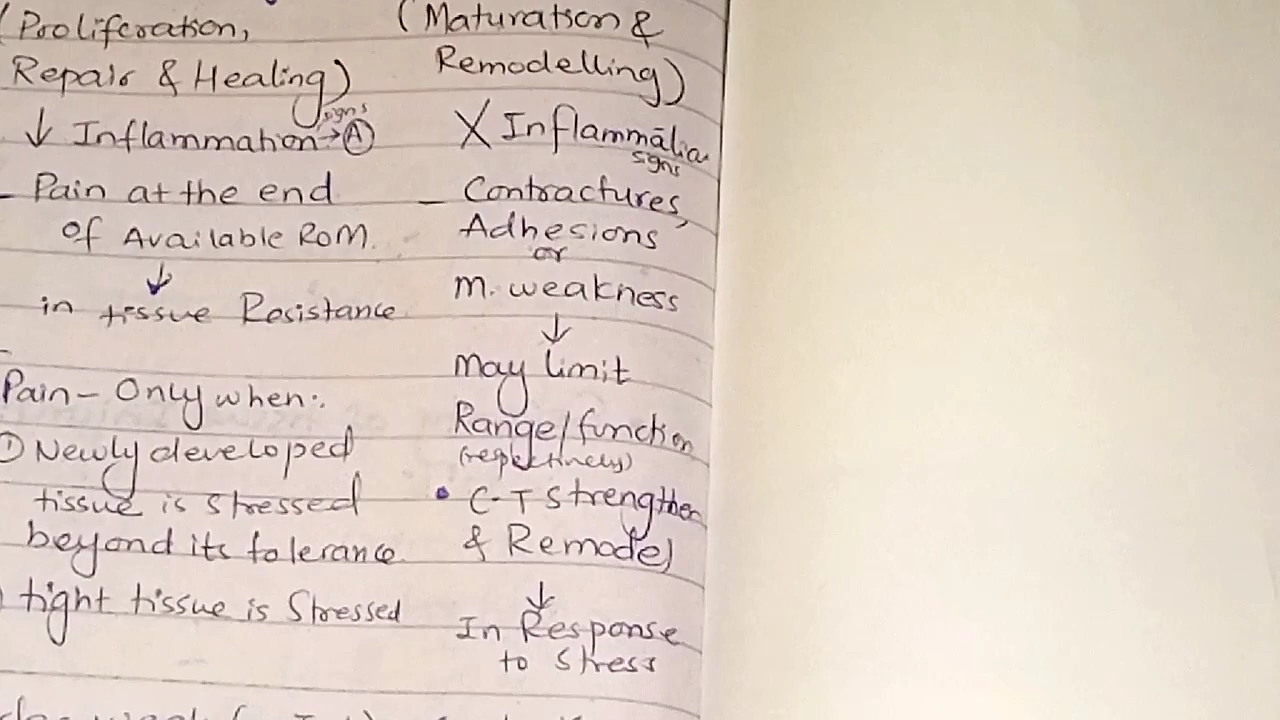 (Proliferation,
Repair & Healing)
↓ Inflammation → Ⓐ
signs
- Pain at the end
of Available ROM.
↓
in tissue Resistance
Pain - Only when:.
① Newly developed
tissue is stressed
beyond its tolerance
) tight tissue is stressed
(Maturation &
Remodelling)
X Inflammatio
signs
- Contractures,
Adhesions
or
m. weakness
↓
May limit
Range/function
(respectively)
• C-T Strengthen
& Remodel
↓
In Response
to stress